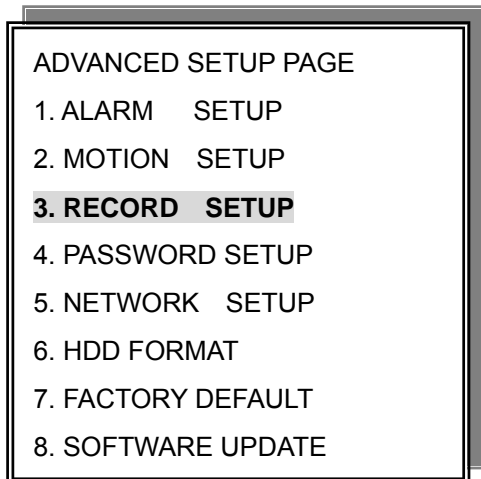 ADVANCED SETUP PAGE
1. ALARM SETUP
2. MOTION SETUP
3. RECORD SETUP
4. PASSWORD SETUP
5. NETWORK SETUP
6. HDD FORMAT
7. FACTORY DEFAULT
8. SOFTWARE UPDATE